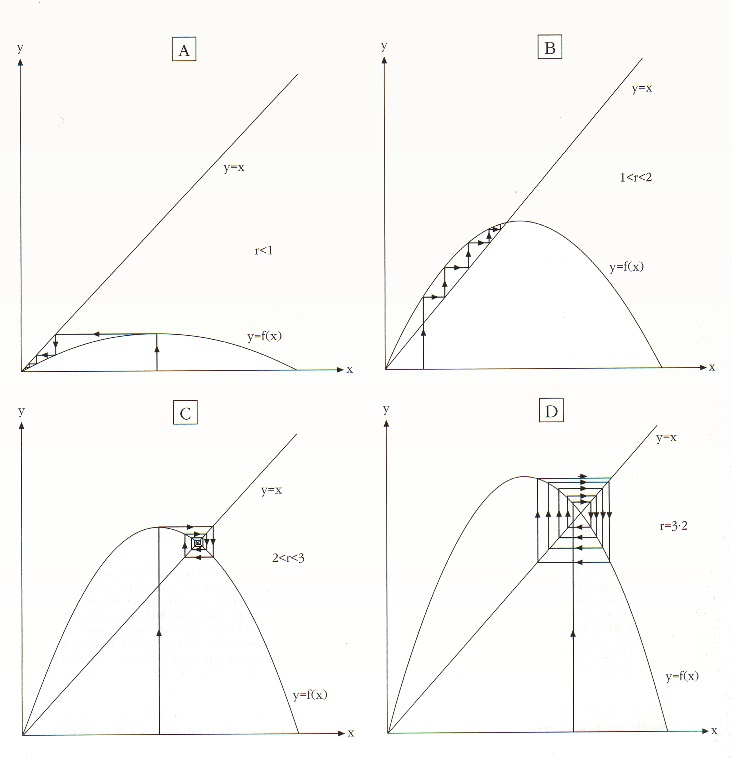 A
y
y=x
r<1
y=f(x)
x
B
y
y=x
1<r<2
y=f(x)
x
C
y
y=x
2<r<3
y=f(x)
x
D
y
y=x
r=3·2
y=f(x)
x